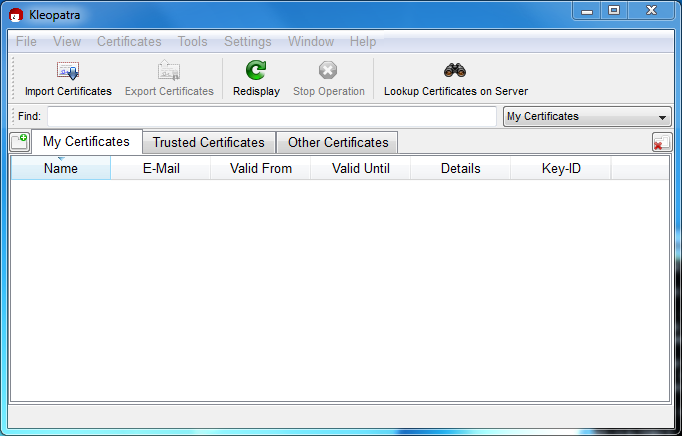 Kleopatra
File View Certificates Tools Settings Window Help
Import Certificates Export Certificates Redisplay Stop Operation Lookup Certificates on Server
Find: My Certificates
My Certificates Trusted Certificates Other Certificates
Name E-Mail Valid From Valid Until Details Key-ID